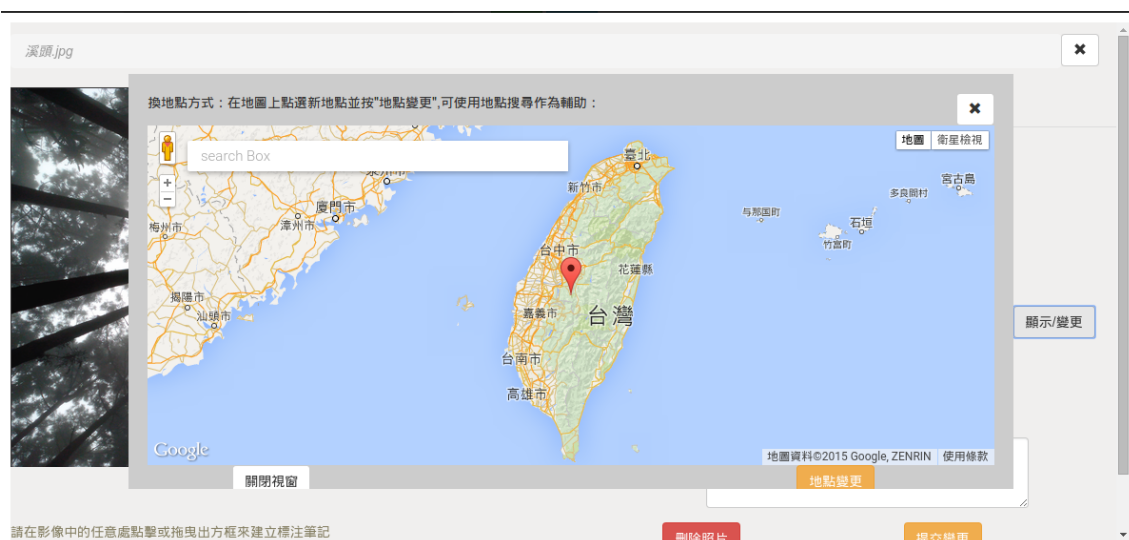 溪頭.jpg
換地點方式：在地圖上點選新地點並按"地點變更",可使用地點搜尋作為輔助：
search Box
地圖 衛星檢視
臺北
新竹市
宮古島
多良間村
廈門市
漳州市
梅州市
与那国町
石垣
竹富町
台中市
花蓮縣
揭陽市
汕頭市
嘉義市
台灣
顯示/變更
台南市
高雄市
Google
地圖資料©2015 Google, ZENRIN 使用條款
關閉視窗
地點變更
請在影像中的任意處點擊或拖曳出方框來建立標注筆記
刪除照片
提交變更